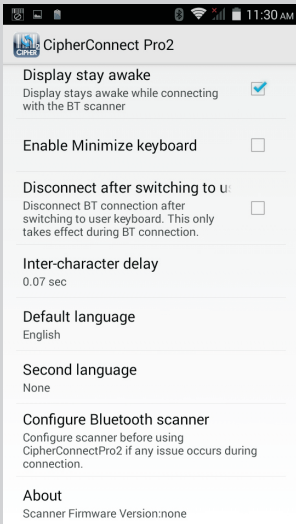 11:30 AM
CipherConnect Pro2
Display stay awake
Display stays awake while connecting
with the BT scanner
Enable Minimize keyboard
Disconnect after switching to u
Disconnect BT connection after
switching to user keyboard. This only
takes effect during BT connection.
Inter-character delay
0.07 sec
Default language
English
Second language
None
Configure Bluetooth scanner
Configure scanner before using
CipherConnectPro2 if any issue occurs during
connection.
About
Scanner Firmware Version:none